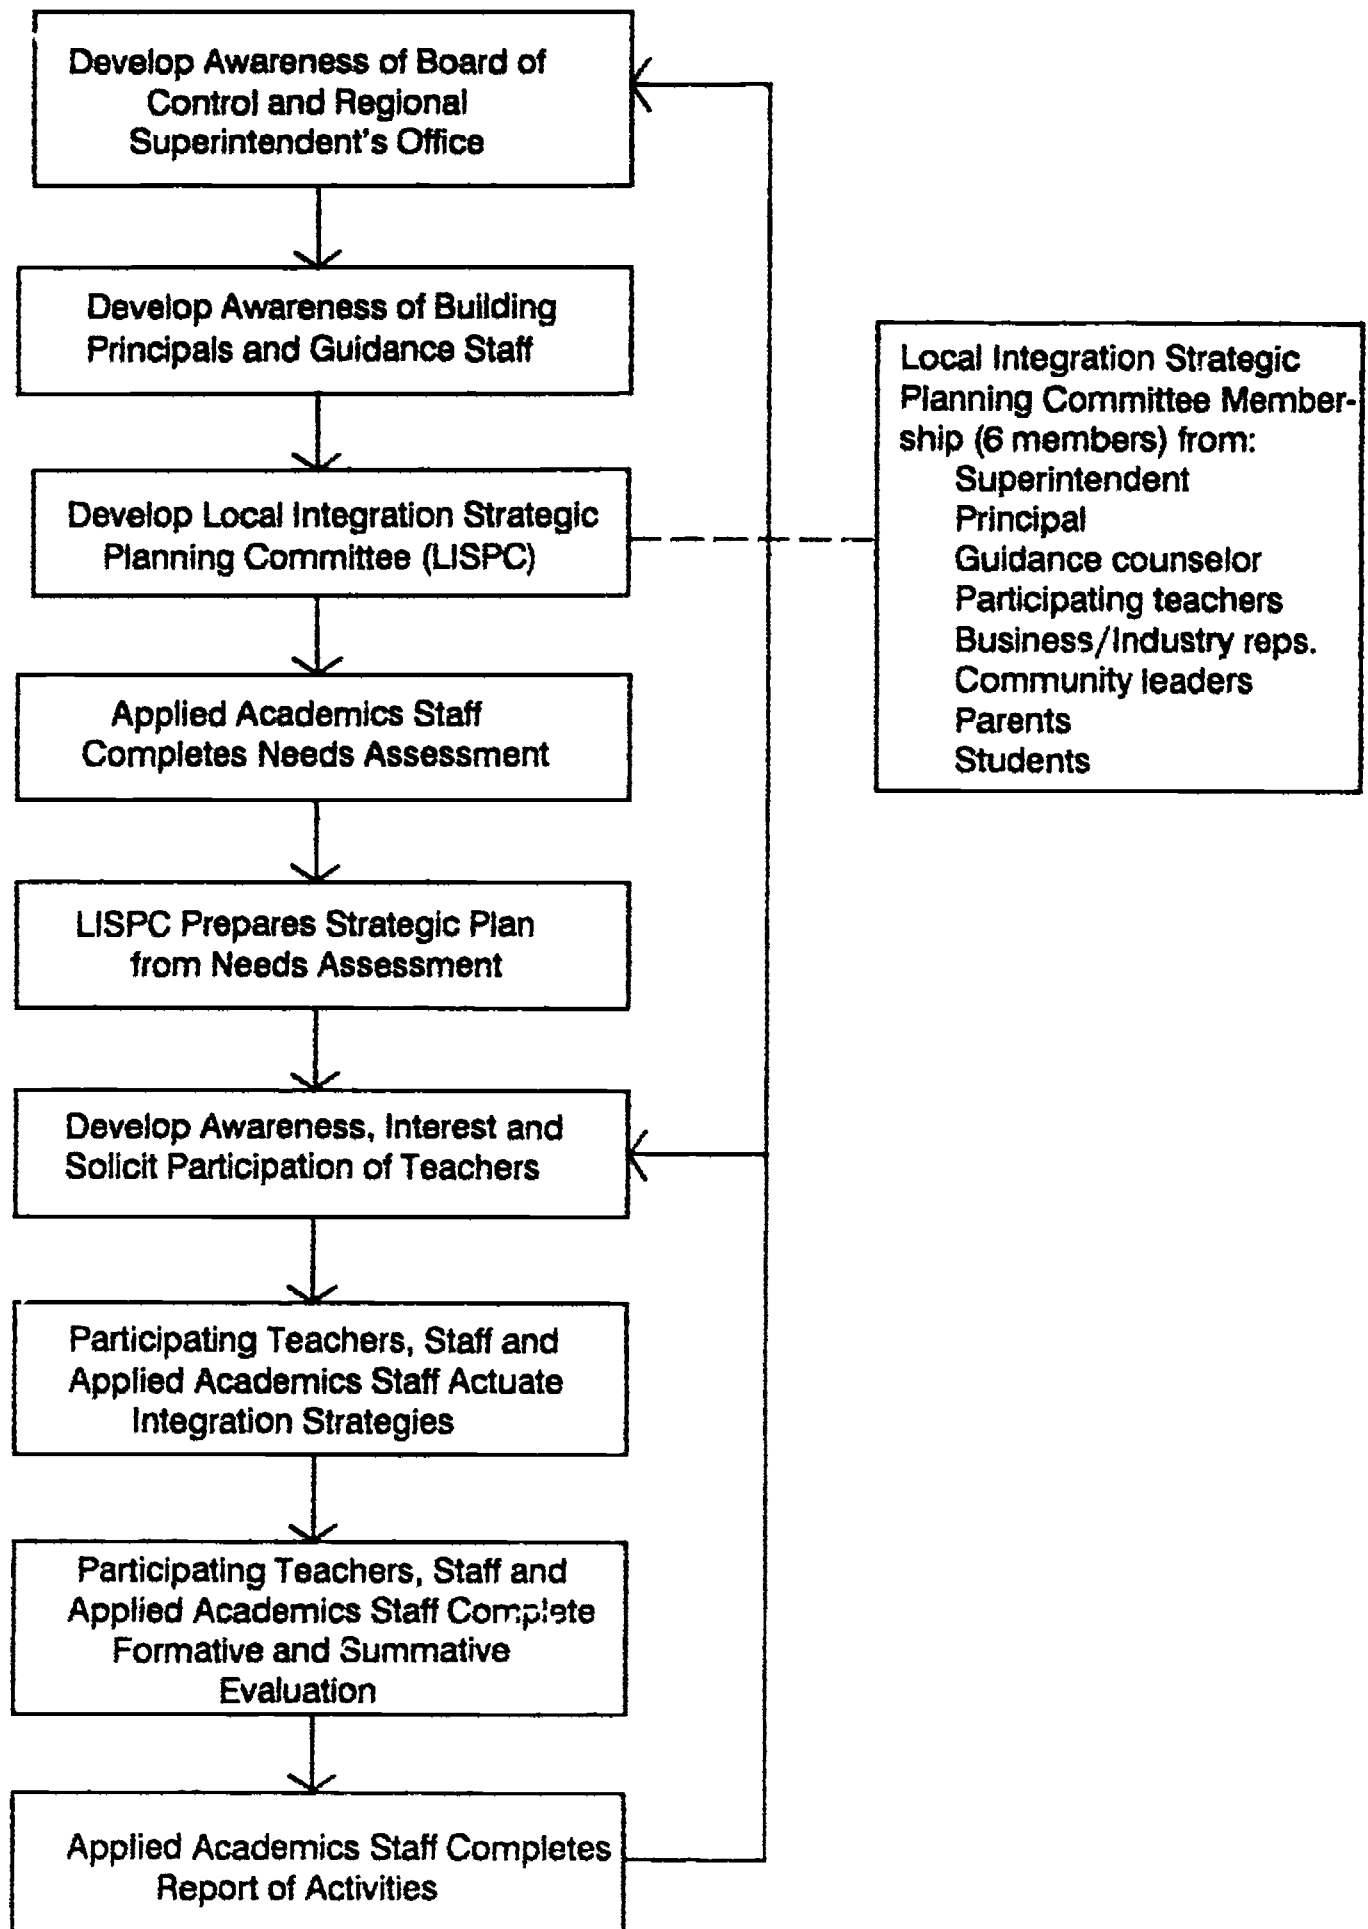 Develop Awareness of Board of
Control and Regional
Superintendent's Office
Develop Awareness of Building
Principals and Guidance Staff
Develop Local Integration Strategic
Planning Committee (LISPC)
Local Integration Strategic
Planning Committee Member-
ship (6 members) from:
Superintendent
Principal
Guidance counselor
Participating teachers
Business/Industry reps.
Community leaders
Parents
Students
Applied Academics Staff
Completes Needs Assessment
LISPC Prepares Strategic Plan
from Needs Assessment
Develop Awareness, Interest and
Solicit Participation of Teachers
Participating Teachers, Staff and
Applied Academics Staff Actuate
Integration Strategies
Participating Teachers, Staff and
Applied Academics Staff Complete
Formative and Summative
Evaluation
Applied Academics Staff Completes
Report of Activities